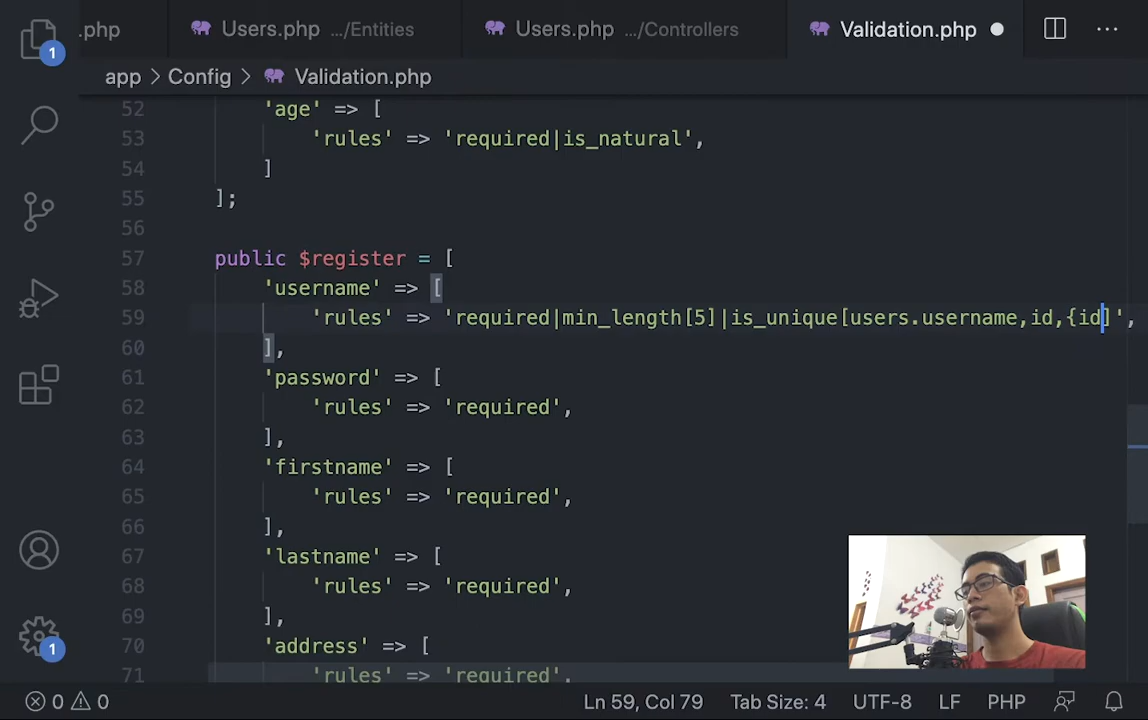 .php Users.php .../Entities Users.php .../Controllers Validation.php
1
app > Config > Validation.php
52 'age' => [
53 'rules' => 'required|is_natural',
54 ]
55 ];
56
57 public $register = [
58 'username' => [
59 'rules' => 'required|min_length[5]|is_unique[users.username,id,{id]',
60 ],
61 'password' => [
62 'rules' => 'required',
63 ],
64 'firstname' => [
65 'rules' => 'required',
66 ],
67 'lastname' => [
68 'rules' => 'required',
69 ],
70 'address' => [
71 'rules' => 'required',
1
0 0 Ln 59, Col 79 Tab Size: 4 UTF-8 LF PHP